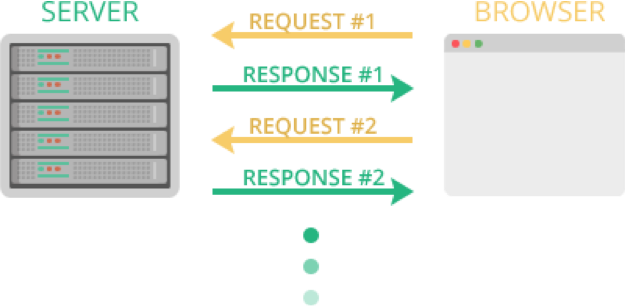 SERVER
BROWSER
REQUEST #1
RESPONSE #1
REQUEST #2
RESPONSE #2